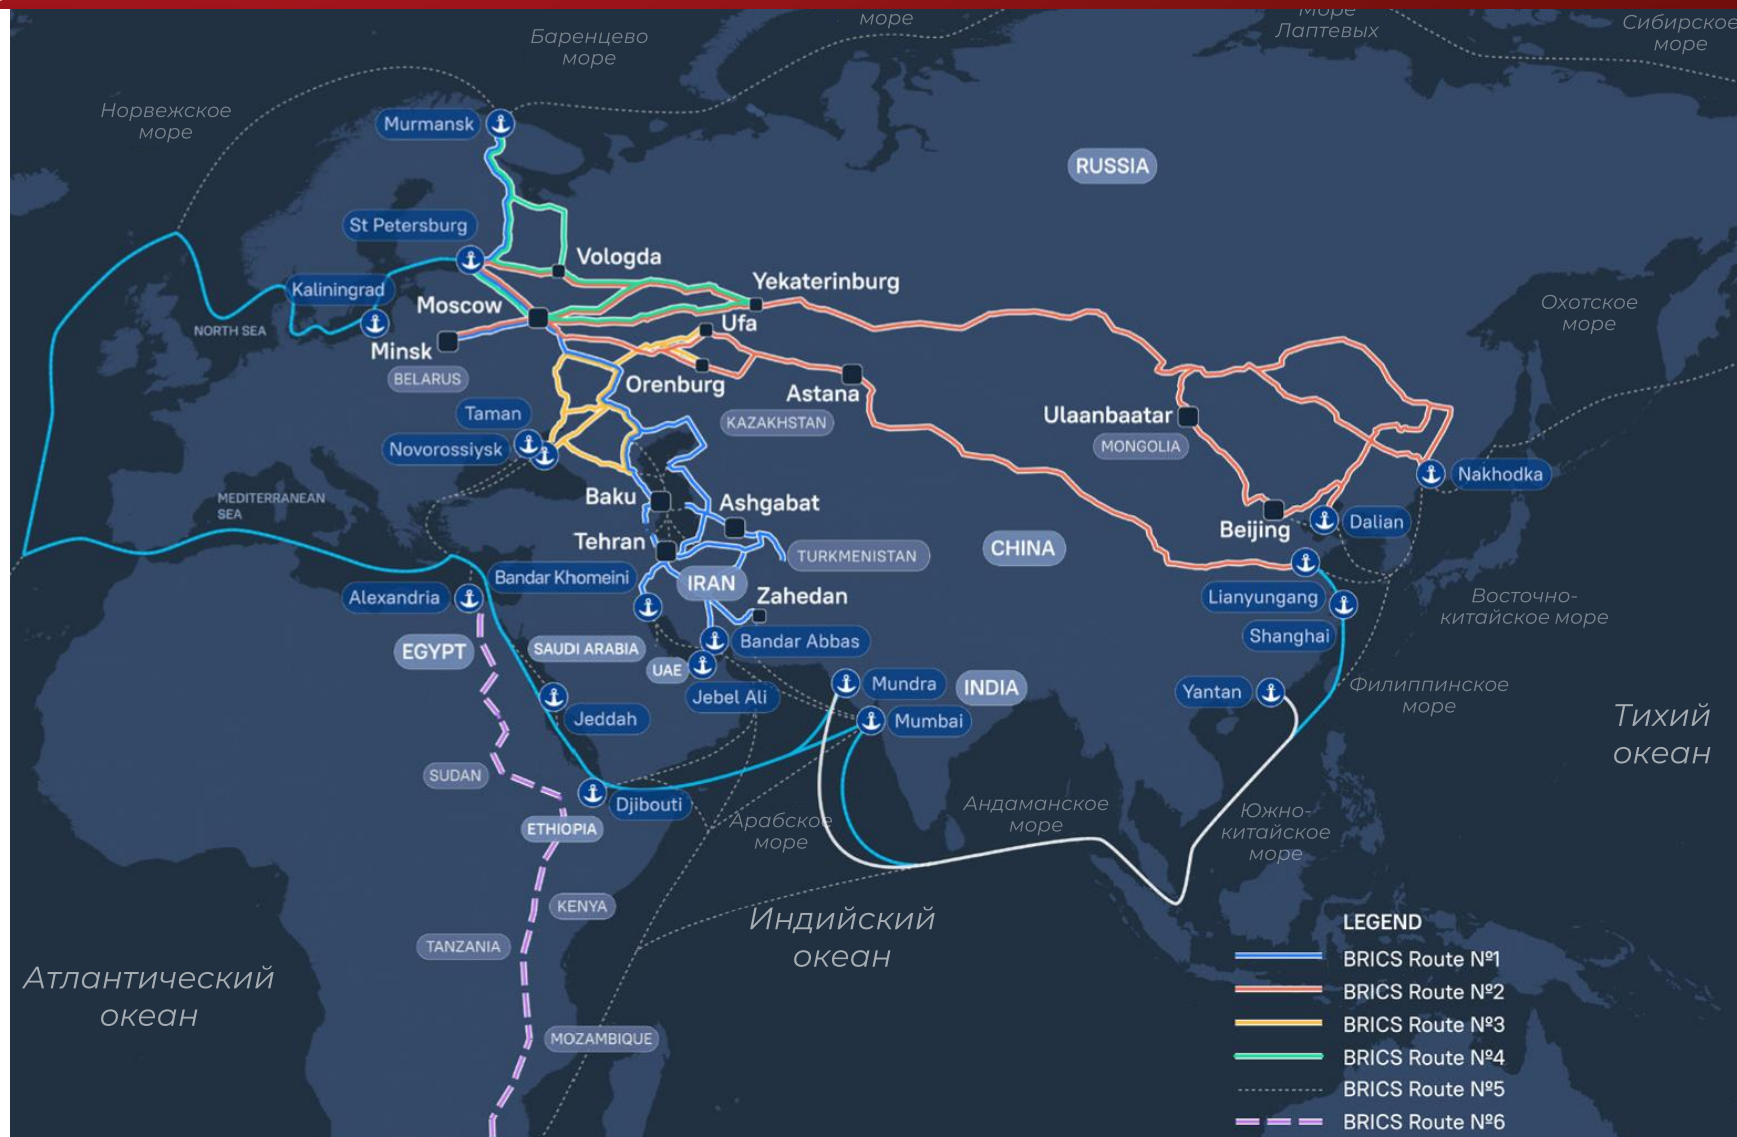 море
море
Лаптевых
Сибирское
море
Баренцево
море
Норвежское
море
Murmansk
RUSSIA
St Petersburg
Vologda
Kaliningrad
Moscow
Yekaterinburg
NORTH SEA
Ufa
Minsk
BELARUS
Orenburg
Astana
Охотское
море
Taman
KAZAKHSTAN
Ulaanbaatar
MONGOLIA
Novorossiysk
Nakhodka
MEDITERRANEAN
SEA
Baku
Ashgabat
Beijing
Dalian
Tehran
TURKMENISTAN
CHINA
Bandar Khomeini
IRAN
Alexandria
Zahedan
Lianyungang
Восточно-
китайское море
Shanghai
EGYPT
SAUDI ARABIA
Bandar Abbas
UAE
Jebel Ali
Mundra
INDIA
Yantan
Филиппинское
море
Jeddah
Mumbai
Тихий
океан
SUDAN
Djibouti
ETHIOPIA
Арабское
море
Андаманское
море
Южно-
китайское
море
KENYA
TANZANIA
Индийский
океан
Атлантический
океан
MOZAMBIQUE
LEGEND
BRICS Route №1
BRICS Route №2
BRICS Route №3
BRICS Route №4
BRICS Route №5
BRICS Route №6